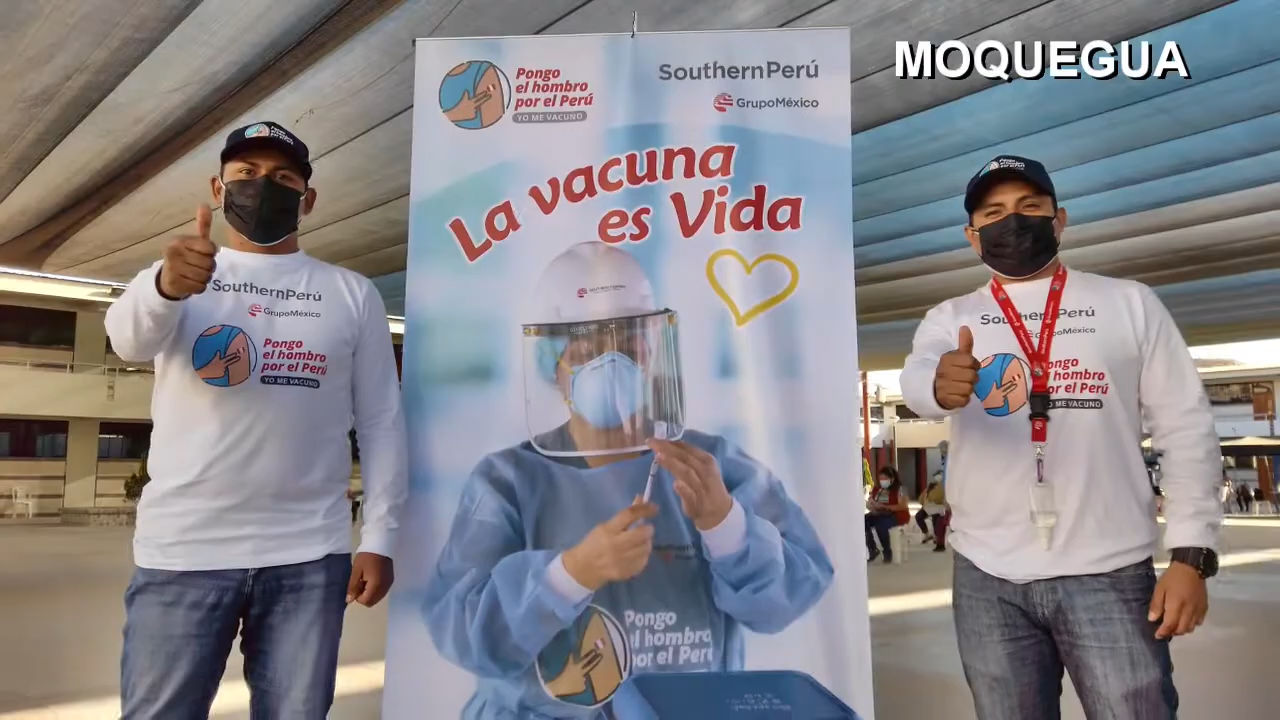 MOQUEGUA
Pongo
el hombro
por el Perú
YO ME VACUNO
SouthernPerú
GrupoMéxico
La vacuna
es Vida
SouthernPerú
GrupoMéxico
Pongo
el hombro
por el Perú
YO ME VACUNO
SouthernPerú
GrupoMéxico
Pongo
el hombro
por el Perú
YO ME VACUNO
Pongo
el hombro
por el Perú